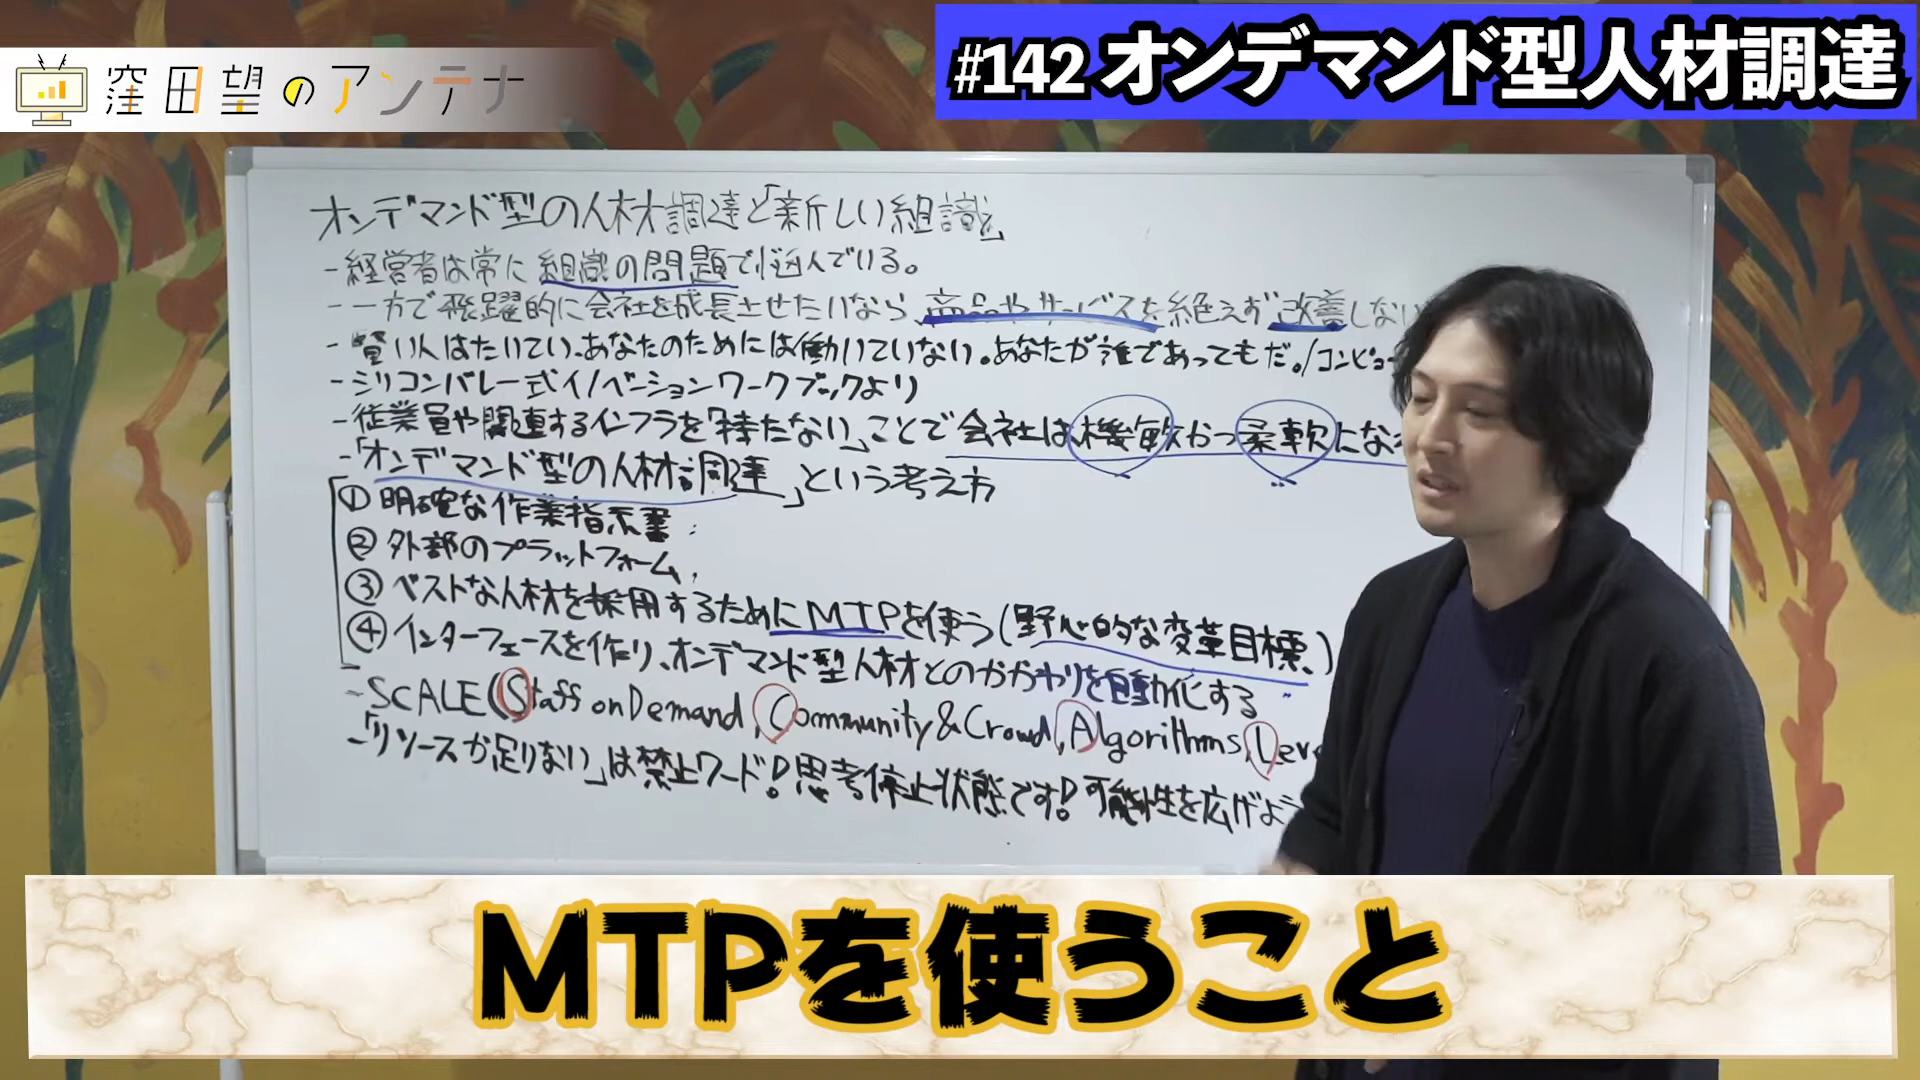 窪田望のアンテナ
#142 オンデマンド型人材調達
オンデマンド型の人材調達と「新しい組識」
- 経営者は常に組識の問題で悩んでいる。
- 一方で飛躍的に会社を成長させたいなら、商品やサービスを絶えず改善しない
- 賢い人はたいてい、あなたのためには働いていない。あなたが誰であってもだ。/コンピュー
- シリコンバレー式イノベーションワークブックより
- 従業員や関連するインフラを「持たない」ことで会社は、機敏かつ柔軟にな
- 「オンデマンド型の人材調達」という考え方
① 明確な作業指示書
② 外部のプラットフォーム
③ ベストな人材を採用するためにMTPを使う(野心的な変革目標)
④ インターフェースを作り、オンデマンド型人材とのかかわりを自動化する
- SCALE(Staff on Demand, Community & Crowd, Algorithms, Leve
- 「リソースが足りない」は禁止ワード!思考停止状態です!可能性を広げよう
MTPを使うこと